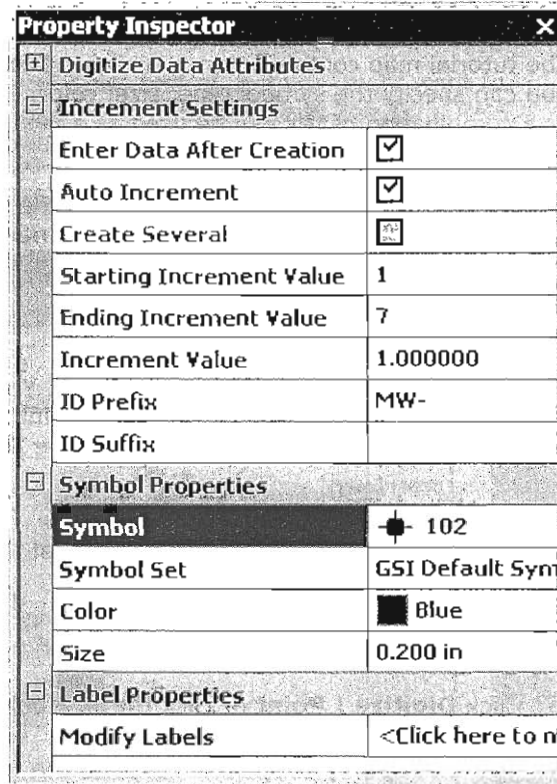 Property Inspector
Digitize Data Attributes
Increment Settings
Enter Data After Creation
Auto Increment
Create Several
Starting Increment Value 1
Ending Increment Value 7
Increment Value 1.000000
ID Prefix MW-
ID Suffix
Symbol Properties
Symbol 102
Symbol Set GSI Default Sym
Color Blue
Size 0.200 in
Label Properties
Modify Labels <Click here to m